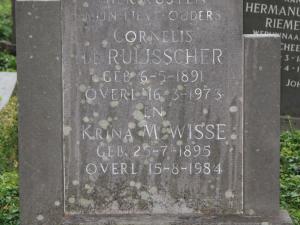 HIER RUSTEN
MIJN LIEVE OUDERS
CORNELIS
DE RUIJSSCHER
GEB. 6-5-1891
OVERL. 16-3-1973
EN
KRINA M. WISSE
GEB. 25-7-1895
OVERL. 15-8-1984
HERMANU
RIEME